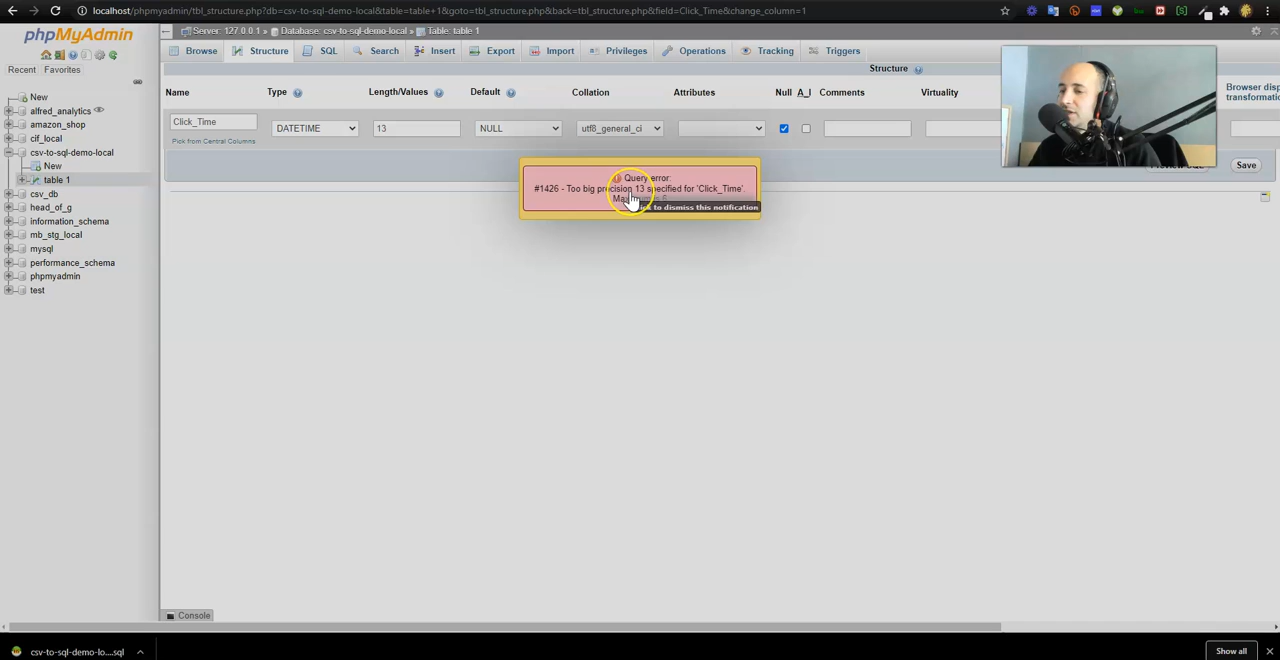 localhost/phpmyadmin/tbl_structure.php?db=csv-to-sql-demo-local&table=table+1&goto=tbl_structure.php&back=tbl_structure.php&field=Click_Time&change_column=1
phpMyAdmin
Server: 127.0.0.1 » Database: csv-to-sql-demo-local » Table: table 1
Browse Structure SQL Search Insert Export Import Privileges Operations Tracking Triggers
Recent Favorites
Structure
Name Type Length/Values Default Collation Attributes Null A_I Comments Virtuality Browser disp
transformatio
Click_Time DATETIME 13 NULL utf8_general_ci
Pick from Central Columns
Save
Query error:
#1426 - Too big precision 13 specified for 'Click_Time'.
to dismiss this notification
New
alfred_analytics
amazon_shop
cif_local
csv-to-sql-demo-local
New
table 1
csv_db
head_of_g
information_schema
mb_stg_local
mysql
performance_schema
phpmyadmin
test
Console
csv-to-sql-demo-lo....sql
Show all